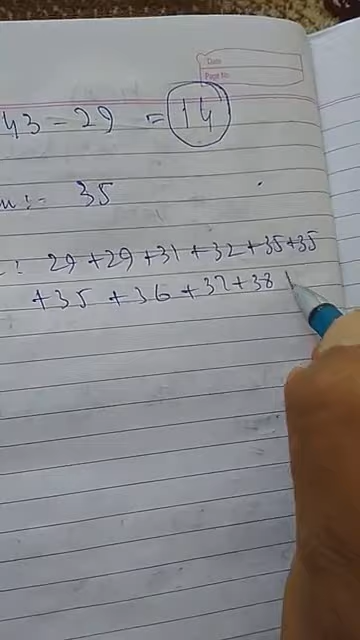 Date
Page No
43 - 29 = 14
35
29 +29 +31 +32 +35 +35
+35 +36 +37 +38